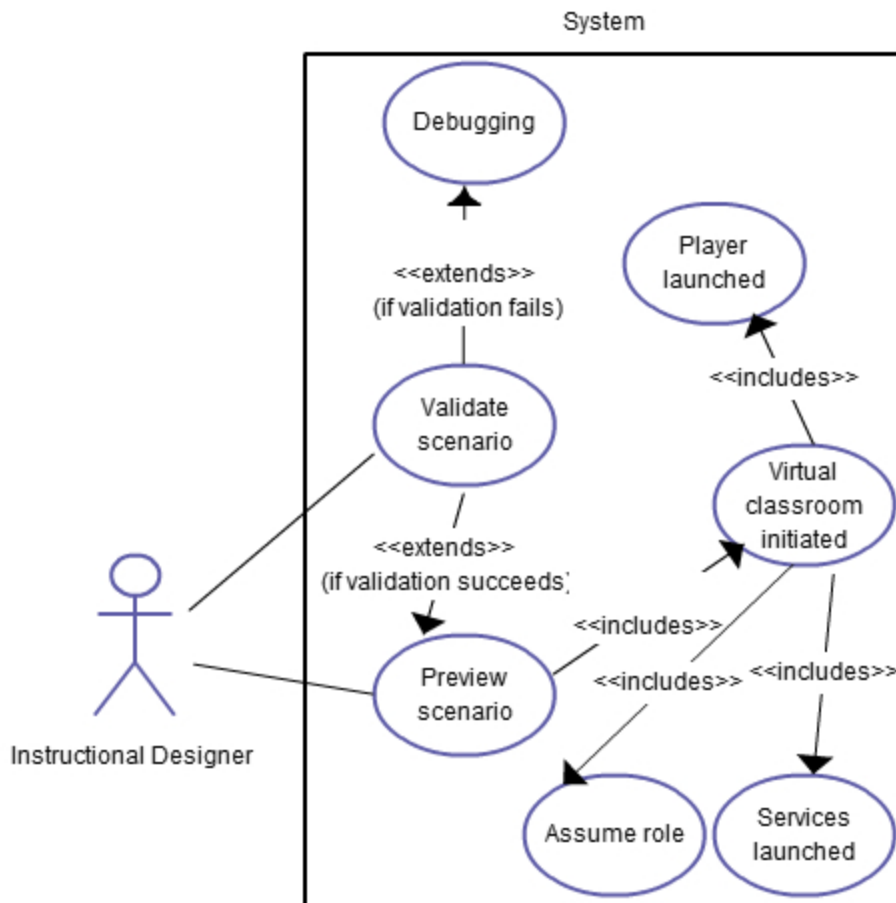 System
Debugging
<<extends>>
(if validation fails)
Player
launched
<<includes>>
Validate
scenario
Virtual
classroom
initiated
<<extends>>
(if validation succeeds)
<<includes>>
Preview
scenario
<<includes>>
<<includes>>
Instructional Designer
Assume role
Services
launched